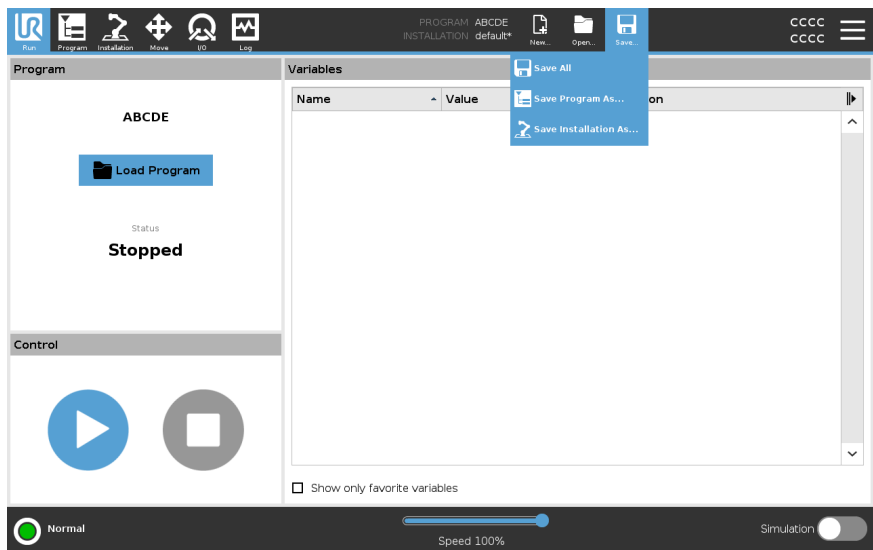 PROGRAM ABCDE
INSTALLATION default*
CCCC
CCCC
Run Program Installation Move I/O Log New... Open... Save...
Program
Variables
Save All
Save Program As...
Save Installation As...
Name Value on
ABCDE
Load Program
Status
Stopped
Control
Show only favorite variables
Normal
Speed 100%
Simulation